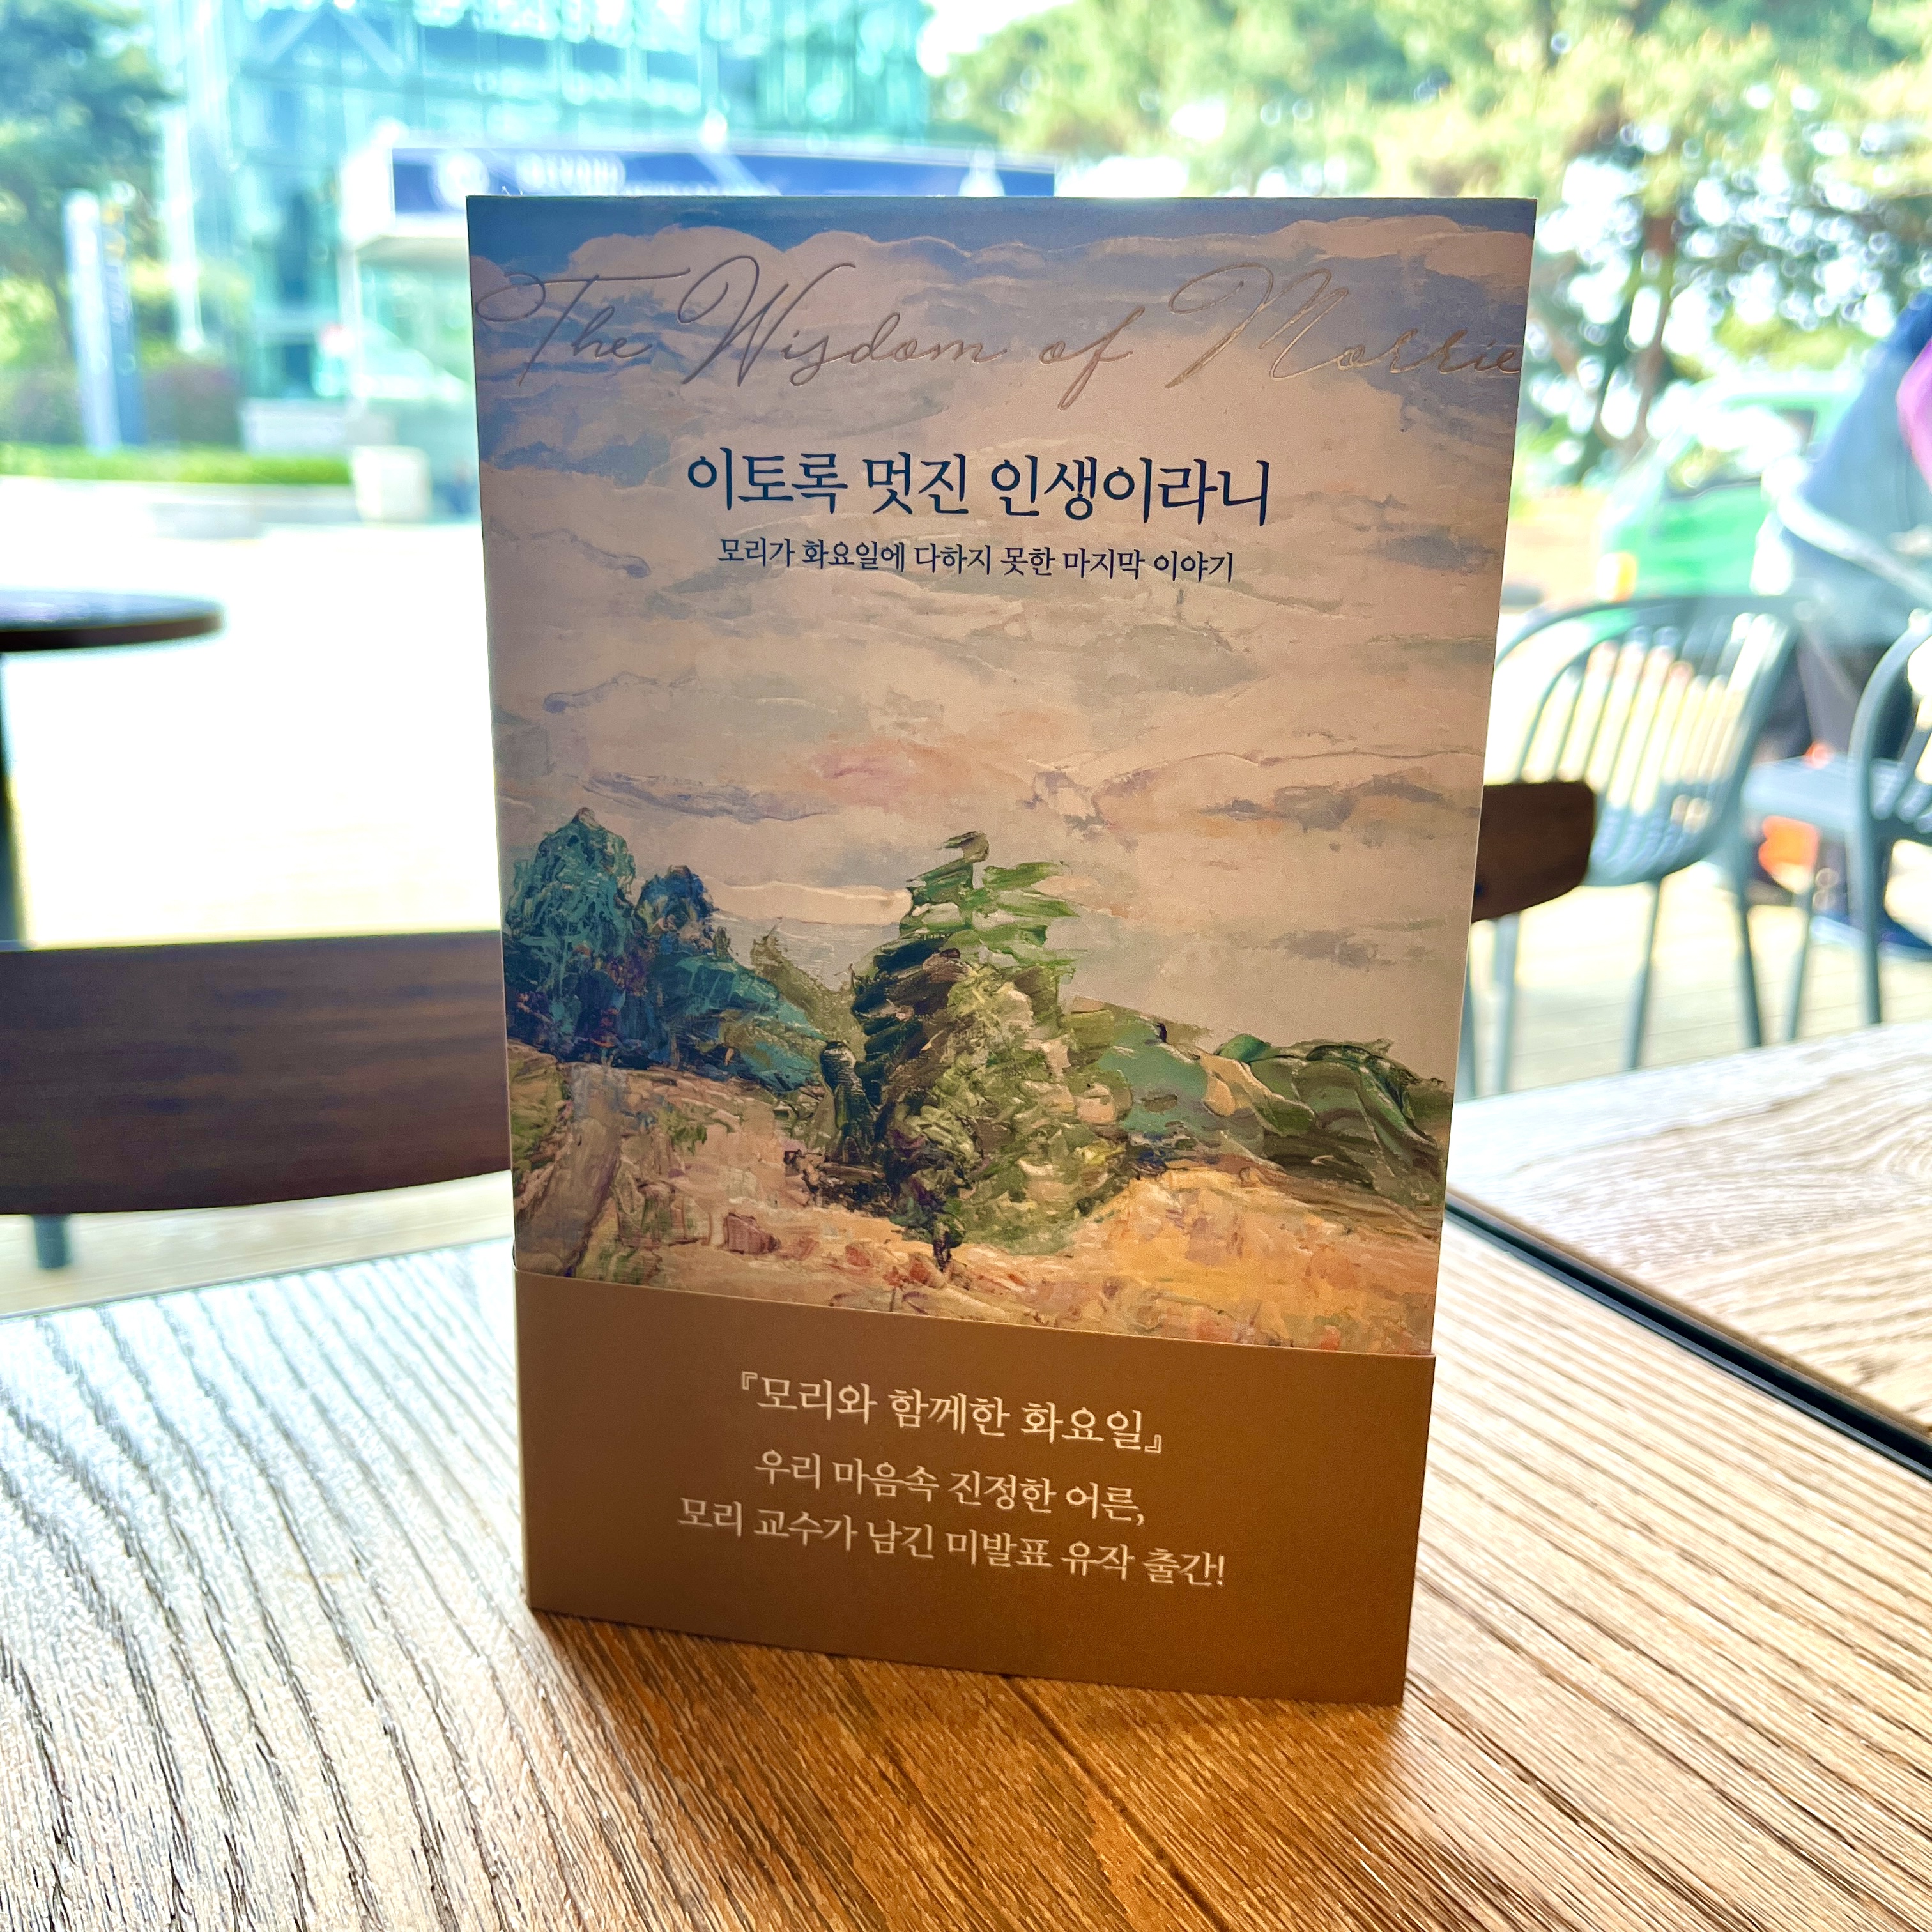 The Wisdom of Morrie
이토록 멋진 인생이라니
모리가 화요일에 다하지 못한 마지막 이야기
『모리와 함께한 화요일』
우리 마음속 진정한 어른,
모리 교수가 남긴 미발표 유작 출간!